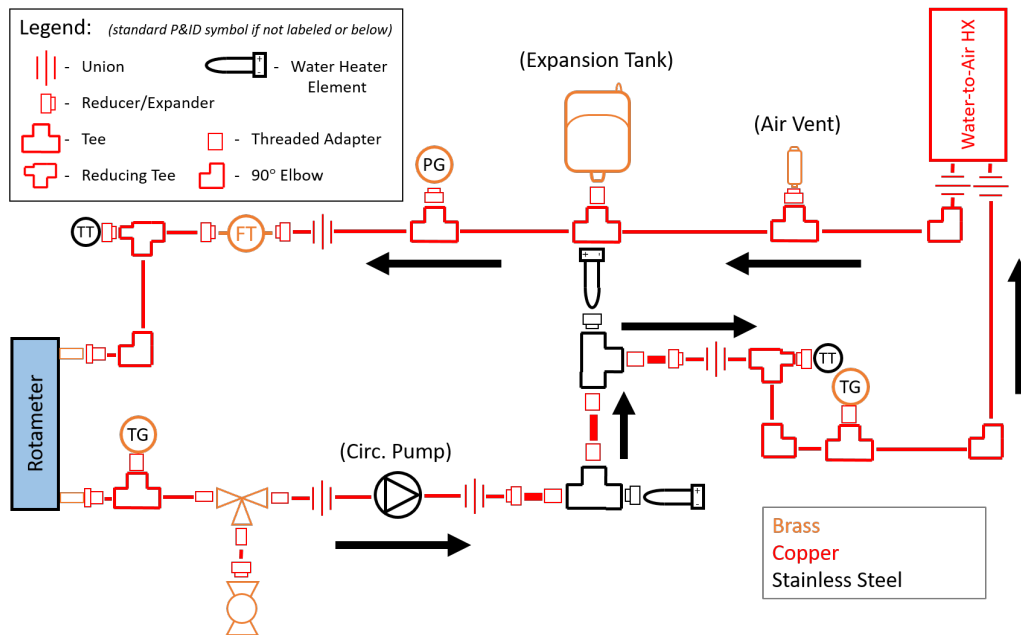 Legend: (standard P&ID symbol if not labeled or below)
- Union
- Water Heater
Element
- Reducer/Expander
- Tee
- Threaded Adapter
- Reducing Tee
- 90° Elbow
(Expansion Tank)
(Air Vent)
Water-to-Air HX
PG
TT
FT
+
-
TT
TG
Rotameter
TG
(Circ. Pump)
+
-
Brass
Copper
Stainless Steel